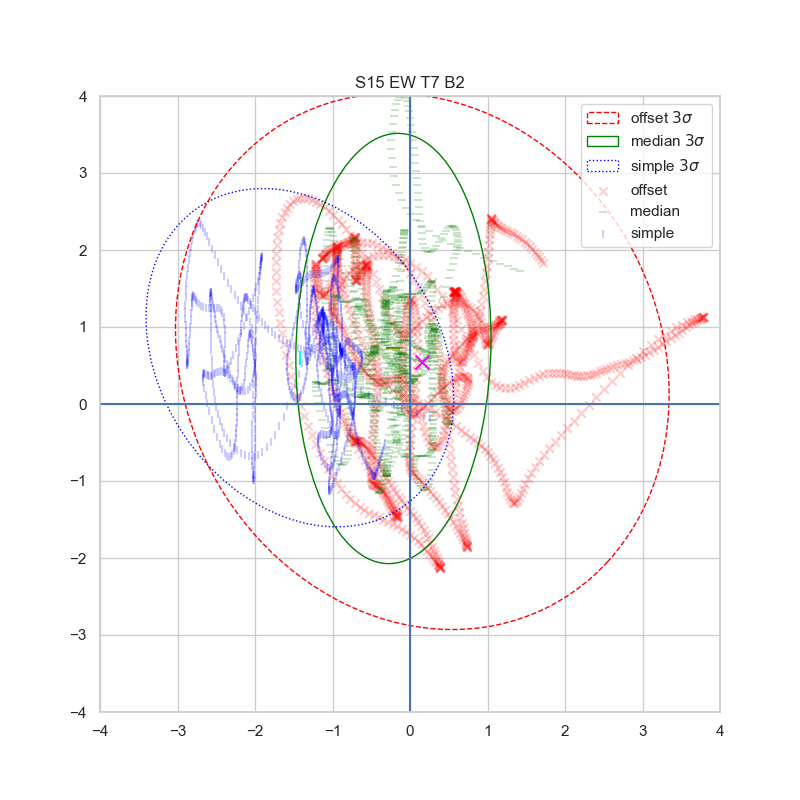 S15 EW T7 B2
offset 3σ
median 3σ
simple 3σ
offset
median
simple
4
3
2
1
0
−1
−2
−3
−4
−4 −3 −2 −1 0 1 2 3 4